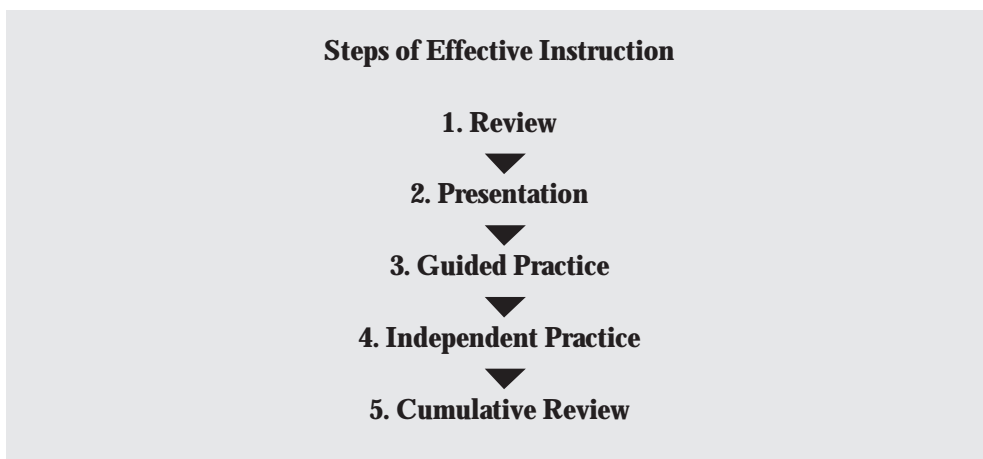 Steps of Effective Instruction
1. Review
2. Presentation
3. Guided Practice
4. Independent Practice
5. Cumulative Review